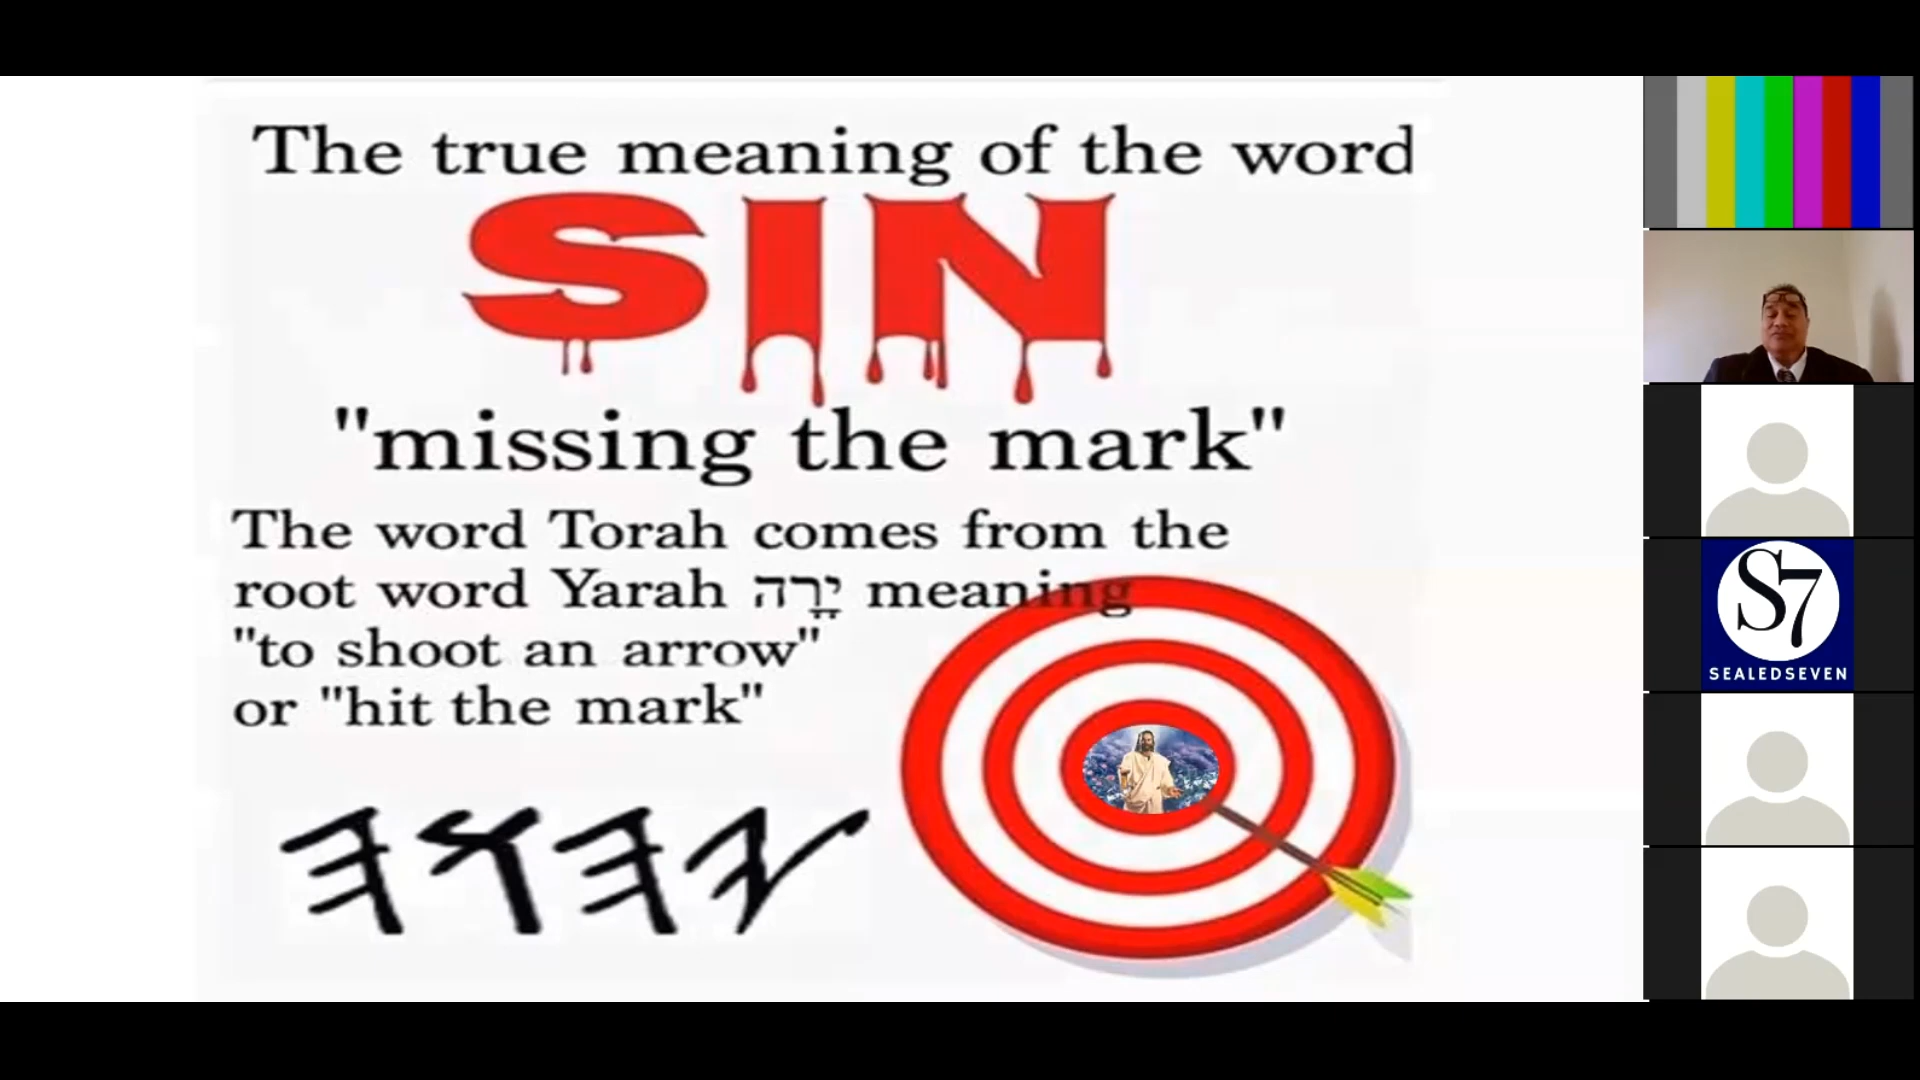 The true meaning of the word
SIN
"missing the mark"
The word Torah comes from the
root word Yarah יָרָה meaning
"to shoot an arrow"
or "hit the mark"
𐤉𐤄𐤅𐤄
S7
SEALEDSEVEN